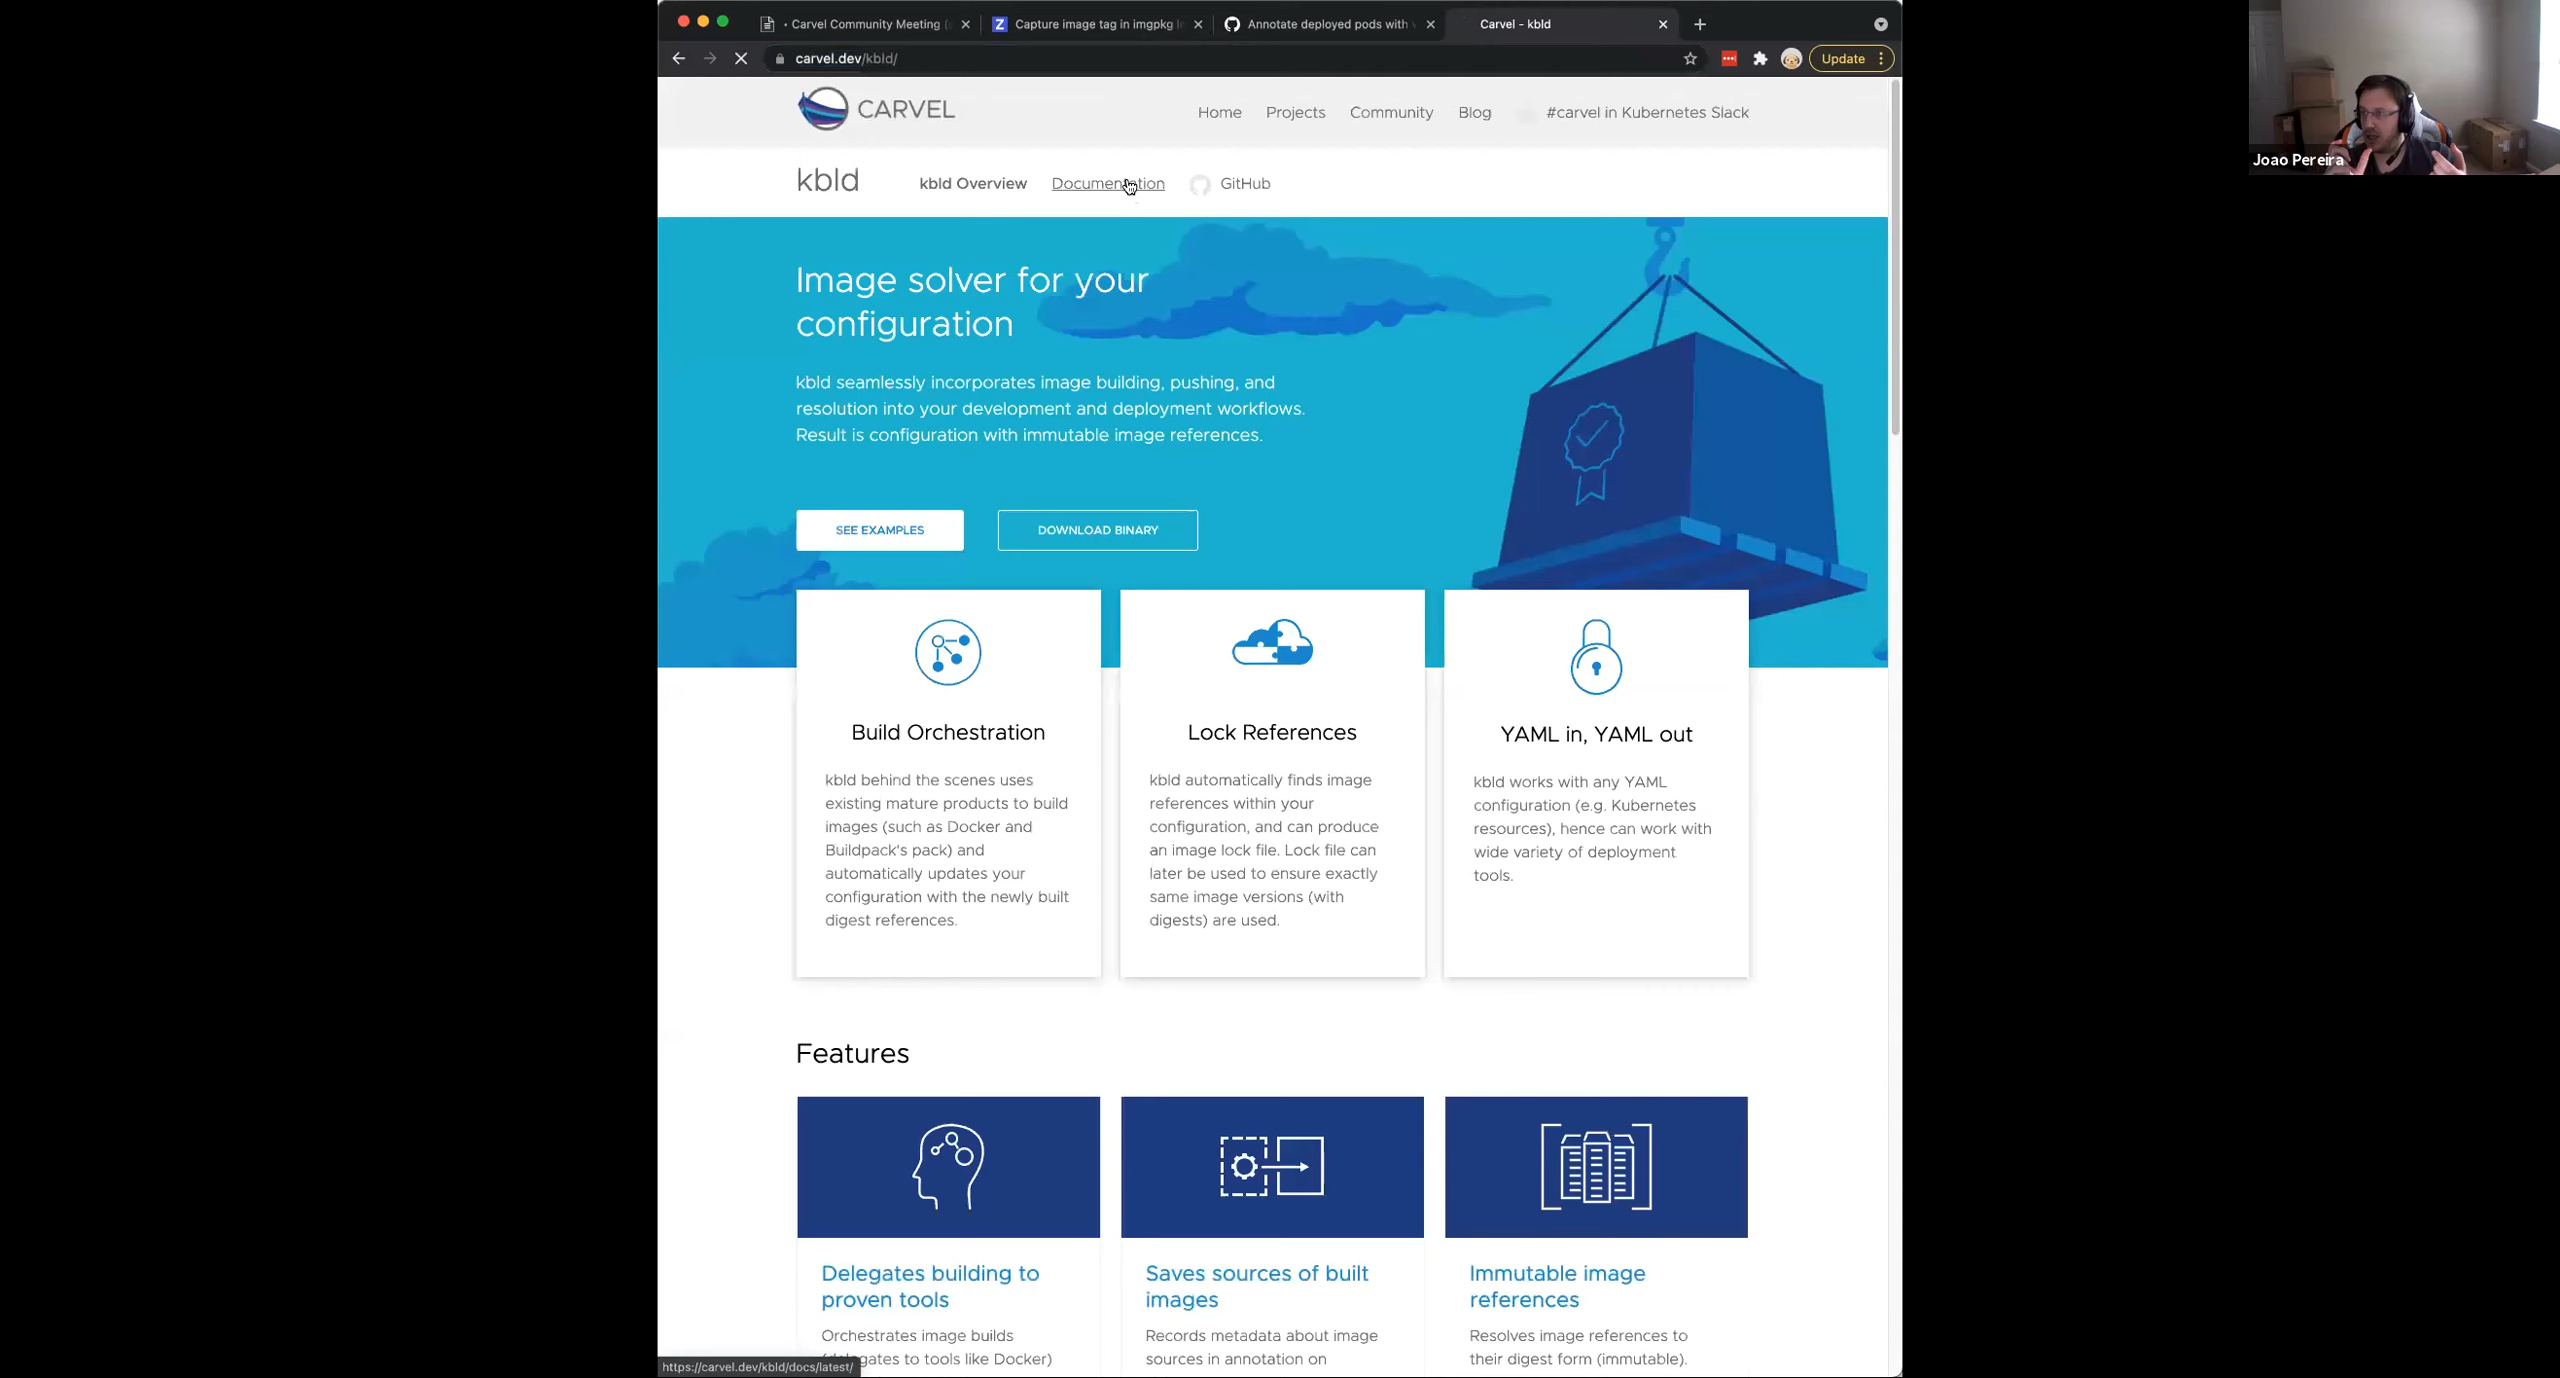 · Carvel Community Meeting (
Capture image tag in imgpkg
Annotate deployed pods with
Carvel - kbld
carvel.dev/kbld/
Update
CARVEL
Home
Projects
Community
Blog
#carvel in Kubernetes Slack
kbld
kbld Overview
Documentation
GitHub
Joao Pereira
Image solver for your
configuration
kbld seamlessly incorporates image building, pushing, and
resolution into your development and deployment workflows.
Result is configuration with immutable image references.
SEE EXAMPLES
DOWNLOAD BINARY
Build Orchestration
kbld behind the scenes uses
existing mature products to build
images (such as Docker and
Buildpack's pack) and
automatically updates your
configuration with the newly built
digest references.
Lock References
kbld automatically finds image
references within your
configuration, and can produce
an image lock file. Lock file can
later be used to ensure exactly
same image versions (with
digests) are used.
YAML in, YAML out
kbld works with any YAML
configuration (e.g. Kubernetes
resources), hence can work with
wide variety of deployment
tools.
Features
Delegates building to
proven tools
Orchestrates image builds
(delegates to tools like Docker)
Saves sources of built
images
Records metadata about image
sources in annotation on
Immutable image
references
Resolves image references to
their digest form (immutable).
https://carvel.dev/kbld/docs/latest/